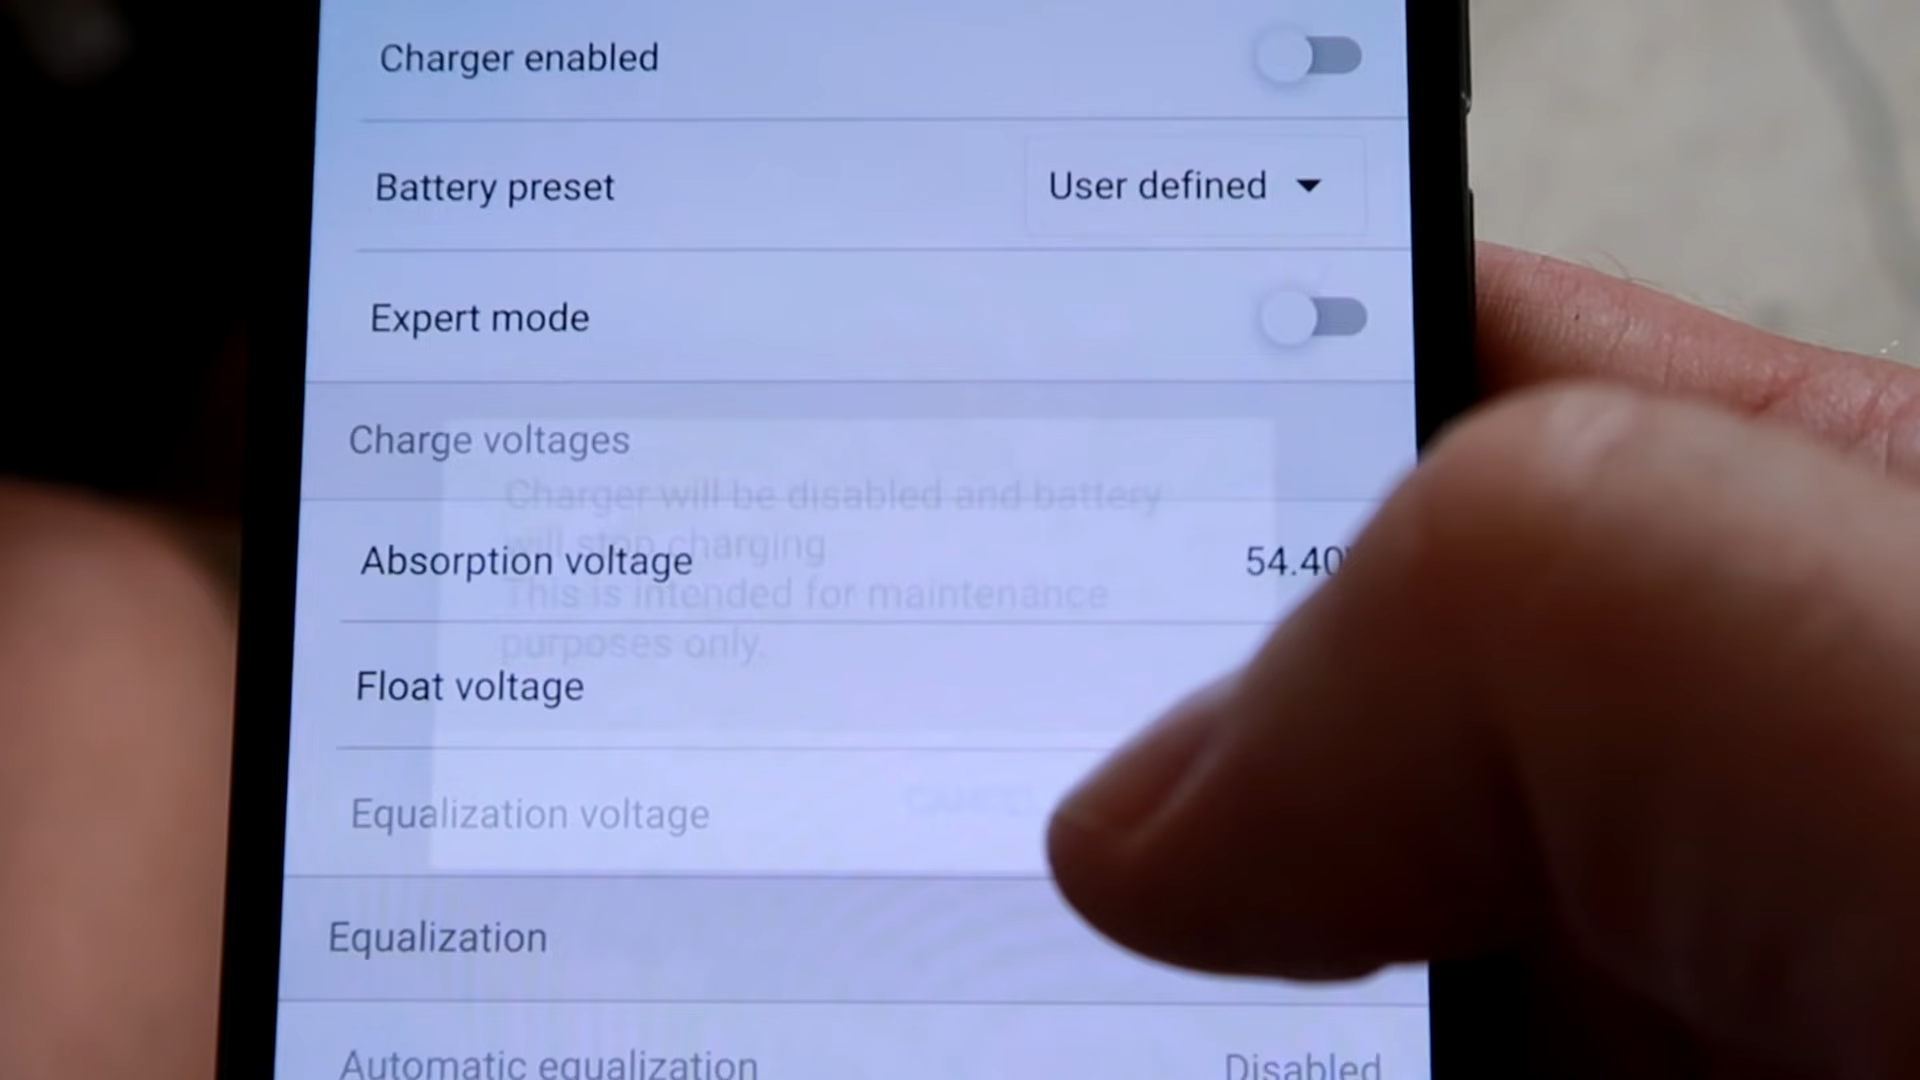 Charger enabled
Battery preset User defined
Expert mode
Charge voltages
Charger will be disabled and battery
will stop charging
Absorption voltage 54.40
This is intended for maintenance
purposes only.
Float voltage
Equalization voltage
Equalization
Automatic equalization Disabled